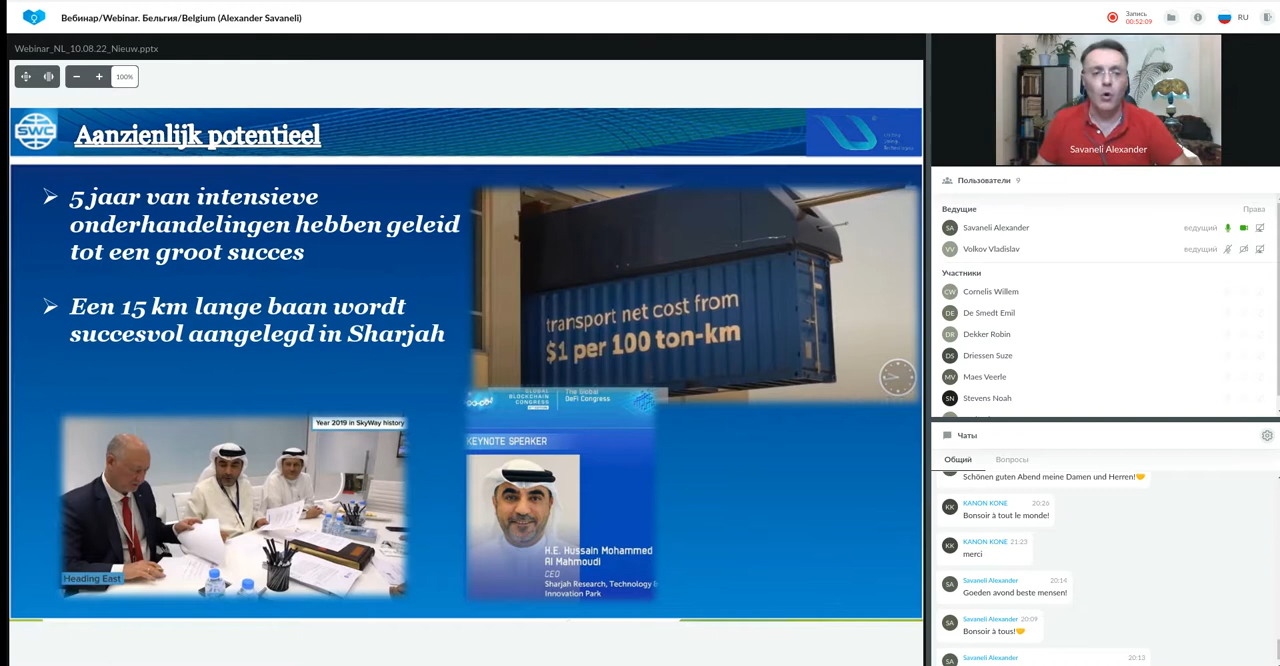 Вебинар/Webinar. Бельгия/Belgium (Alexander Savaneli)
Запись
00:52:09
RU
Webinar_NL_10.08.22_Nieuw.pptx
100%
SWC
Aanzienlijk potentieel
5 jaar van intensieve
onderhandelingen hebben geleid
tot een groot succes
Een 15 km lange baan wordt
succesvol aangelegd in Sharjah
transport net cost from
$1 per 100 ton-km
Year 2019 in SkyWay history
Heading East
GLOBAL
BLOCKCHAIN
CONGRESS
The Global
DeFi Congress
KEYNOTE SPEAKER
H.E. Hussain Mohammed
Al Mahmoudi
CEO
Sharjah Research, Technology &
Innovation Park
Savaneli Alexander
Пользователи 9
Ведущие Права
SA Savaneli Alexander ведущий
VV Volkov Vladislav ведущий
Участники
CW Cornelis Willem
DE De Smedt Emil
DR Dekker Robin
DS Driessen Suze
MV Maes Veerle
SN Stevens Noah
Чаты
Общий Вопросы
Schönen guten Abend meine Damen und Herren!🤝
KK KANON KONE 20:26
Bonsoir à tout le monde!
KK KANON KONE 21:23
merci
SA Savaneli Alexander 20:14
Goeden avond beste mensen!
SA Savaneli Alexander 20:09
Bonsoir à tous!🤝
SA Savaneli Alexander 20:13